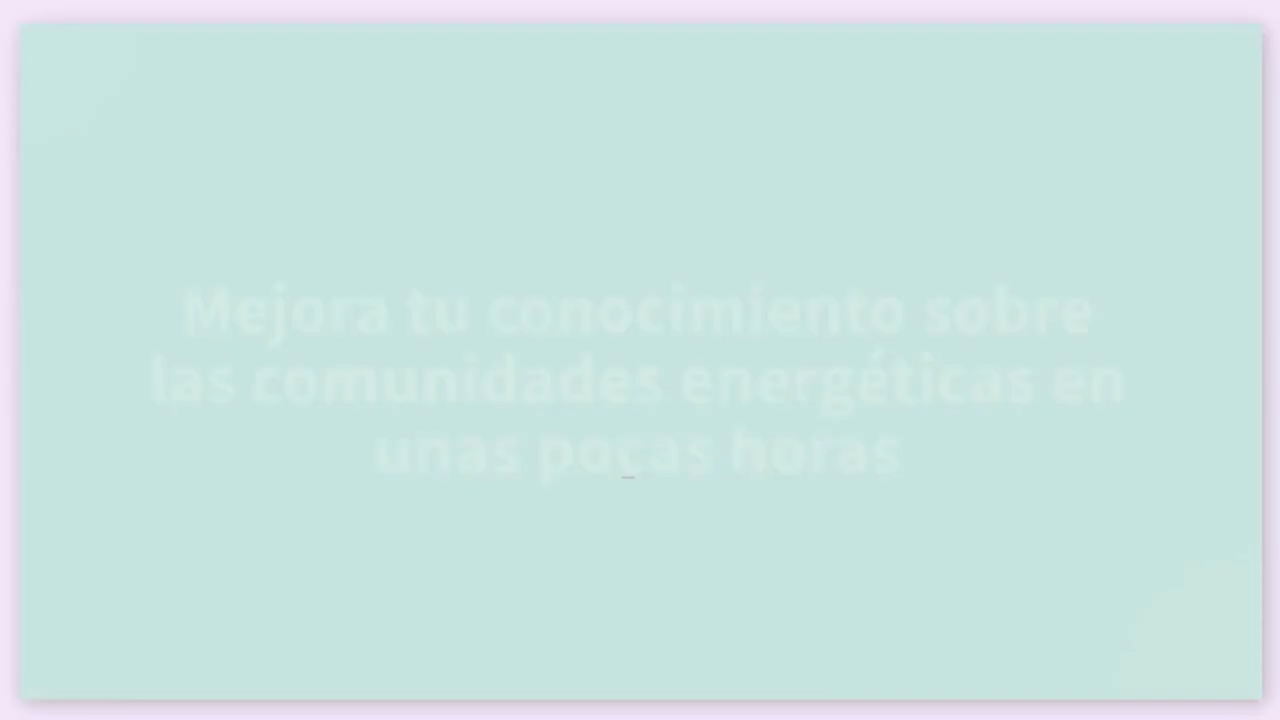 Mejora tu conocimiento sobre
las comunidades energéticas en
unas pocas horas